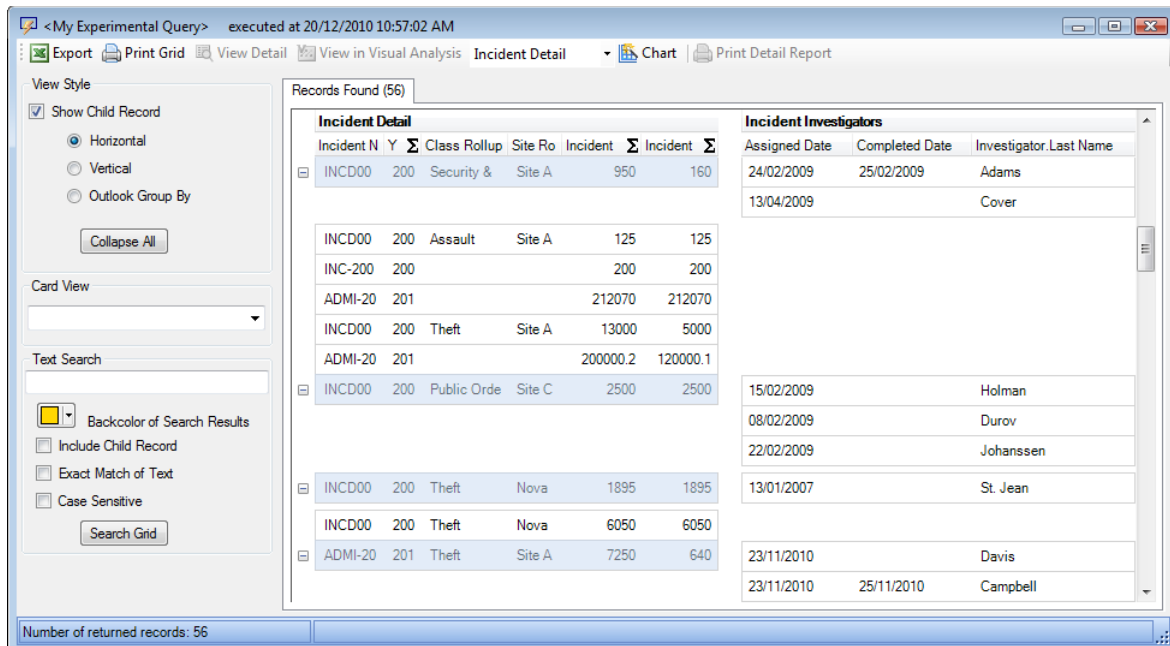 <My Experimental Query> executed at 20/12/2010 10:57:02 AM
Export Print Grid View Detail View in Visual Analysis Incident Detail Chart Print Detail Report
View Style
Show Child Record
Horizontal
Vertical
Outlook Group By
Collapse All
Card View
Text Search
Backcolor of Search Results
Include Child Record
Exact Match of Text
Case Sensitive
Search Grid
Records Found (56)
Incident Detail Incident Investigators
Incident N Y Σ Class Rollup Site Ro Incident Σ Incident Σ Assigned Date Completed Date Investigator.Last Name
INCD00 200 Security & Site A 950 160 24/02/2009 25/02/2009 Adams
13/04/2009 Cover
INCD00 200 Assault Site A 125 125
INC-200 200 200 200
ADMI-20 201 212070 212070
INCD00 200 Theft Site A 13000 5000
ADMI-20 201 200000.2 120000.1
INCD00 200 Public Orde Site C 2500 2500 15/02/2009 Holman
08/02/2009 Durov
22/02/2009 Johanssen
INCD00 200 Theft Nova 1895 1895 13/01/2007 St. Jean
INCD00 200 Theft Nova 6050 6050
ADMI-20 201 Theft Site A 7250 640 23/11/2010 Davis
23/11/2010 25/11/2010 Campbell
Number of returned records: 56